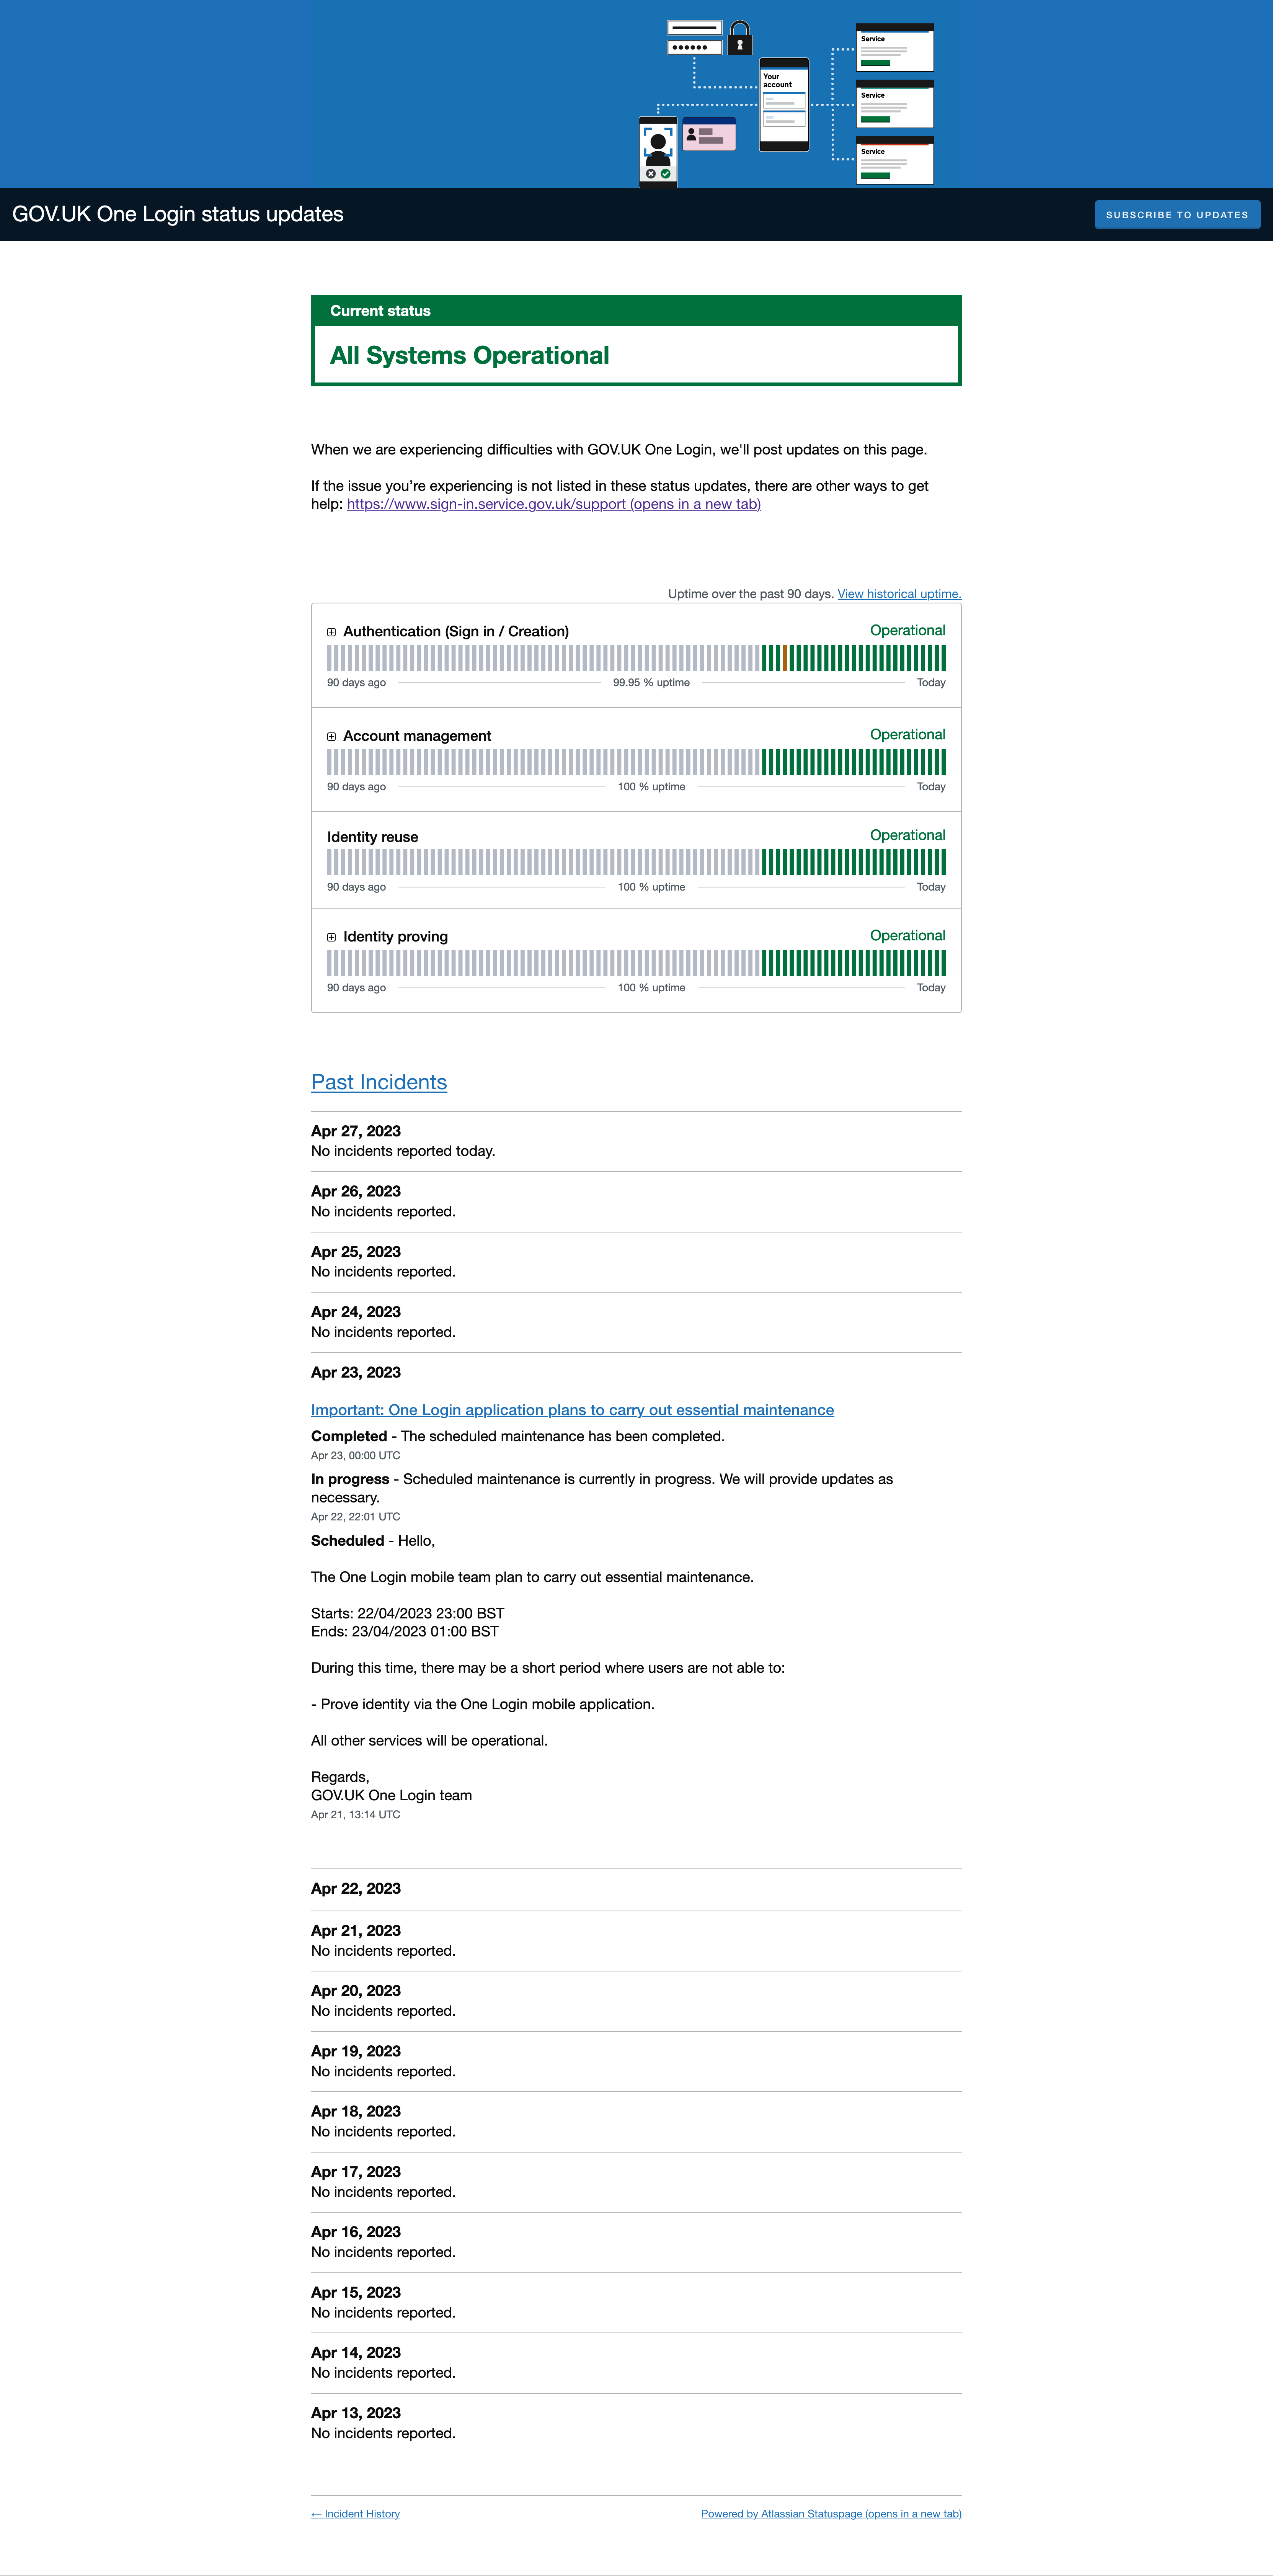 Your
account
Service
Service
Service
GOV.UK One Login status updates
SUBSCRIBE TO UPDATES
Current status
All Systems Operational
When we are experiencing difficulties with GOV.UK One Login, we'll post updates on this page.
If the issue you’re experiencing is not listed in these status updates, there are other ways to get
help: https://www.sign-in.service.gov.uk/support (opens in a new tab)
Uptime over the past 90 days. View historical uptime.
Authentication (Sign in / Creation)
Operational
90 days ago
99.95 % uptime
Today
Account management
Operational
90 days ago
100 % uptime
Today
Identity reuse
Operational
90 days ago
100 % uptime
Today
Identity proving
Operational
90 days ago
100 % uptime
Today
Past Incidents
Apr 27, 2023
No incidents reported today.
Apr 26, 2023
No incidents reported.
Apr 25, 2023
No incidents reported.
Apr 24, 2023
No incidents reported.
Apr 23, 2023
Important: One Login application plans to carry out essential maintenance
Completed - The scheduled maintenance has been completed.
Apr 23, 00:00 UTC
In progress - Scheduled maintenance is currently in progress. We will provide updates as
necessary.
Apr 22, 22:01 UTC
Scheduled - Hello,
The One Login mobile team plan to carry out essential maintenance.
Starts: 22/04/2023 23:00 BST
Ends: 23/04/2023 01:00 BST
During this time, there may be a short period where users are not able to:
- Prove identity via the One Login mobile application.
All other services will be operational.
Regards,
GOV.UK One Login team
Apr 21, 13:14 UTC
Apr 22, 2023
Apr 21, 2023
No incidents reported.
Apr 20, 2023
No incidents reported.
Apr 19, 2023
No incidents reported.
Apr 18, 2023
No incidents reported.
Apr 17, 2023
No incidents reported.
Apr 16, 2023
No incidents reported.
Apr 15, 2023
No incidents reported.
Apr 14, 2023
No incidents reported.
Apr 13, 2023
No incidents reported.
← Incident History
Powered by Atlassian Statuspage (opens in a new tab)